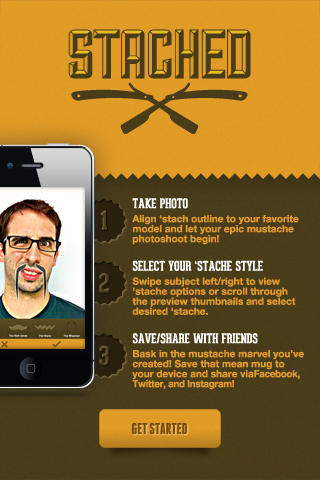 STACHED
1
TAKE PHOTO
Align ‘stach outline to your favorite
model and let your epic mustache
photoshoot begin!
2
SELECT YOUR ‘STACHE STYLE
Swipe subject left/right to view
’stache options or scroll through
the preview thumbnails and select
desired ‘stache.
3
SAVE/SHARE WITH FRIENDS
Bask in the mustache marvel you’ve
created! Save that mean mug to
your device and share viaFacebook,
Twitter, and Instagram!
GET STARTED